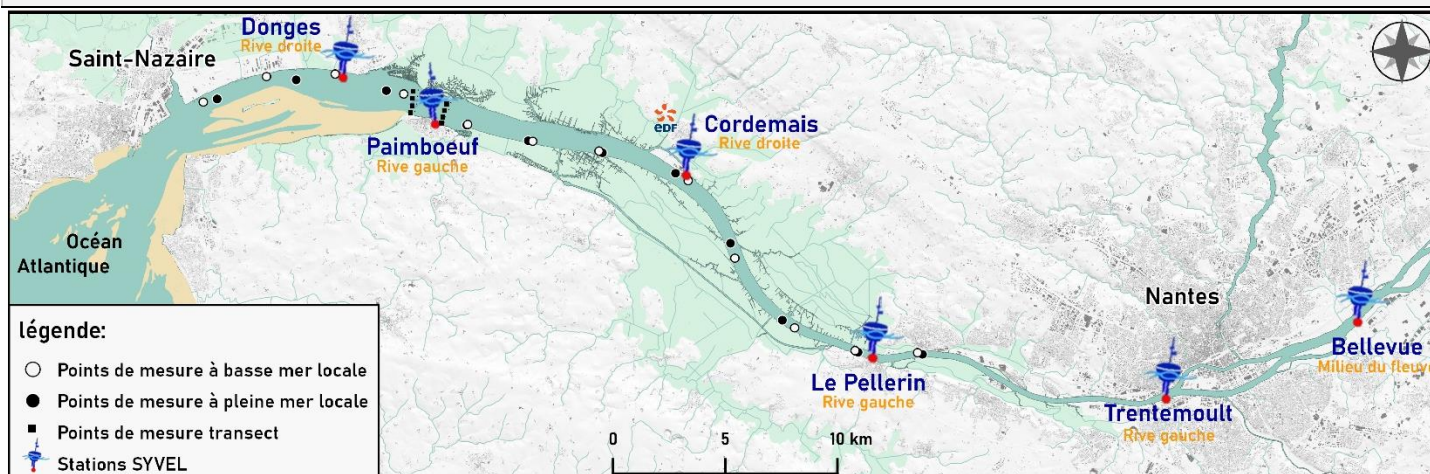 Donges
Rive droite
Saint-Nazaire
Paimboeuf
Rive gauche
eDF
Cordemais
Rive droite
Océan
Atlantique
Nantes
Bellevue
Milieu du fleuve
Le Pellerin
Rive gauche
Trentemoult
Rive gauche
légende:
Points de mesure à basse mer locale
Points de mesure à pleine mer locale
Points de mesure transect
Stations SYVEL
0 5 10 km